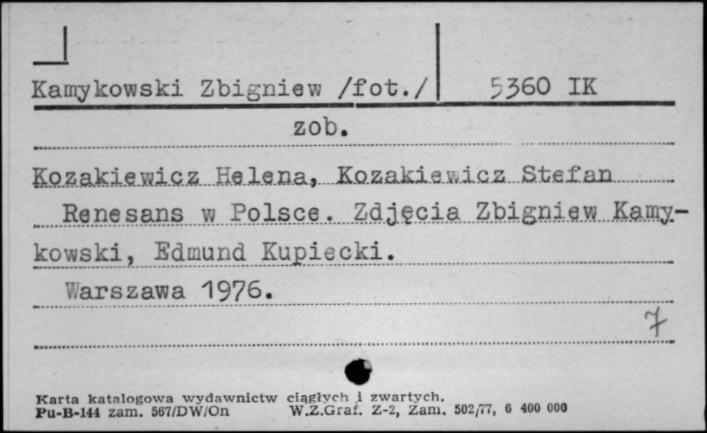 Kamykowski Zbigniew /fot./ 5360 IK
zob.
Kozakiewicz Helena, Kozakiewicz Stefan
Renesans w Polsce. Zdjęcia Zbigniew Kamy-
kowski, Edmund Kupiecki.
Warszawa 1976.
7
Karta katalogowa wydawnictw ciągłych i zwartych.
Pu-B-144 zam. 567/DW/On W.Z.Graf. Z-2, Zam. 502/77, 6 400 000